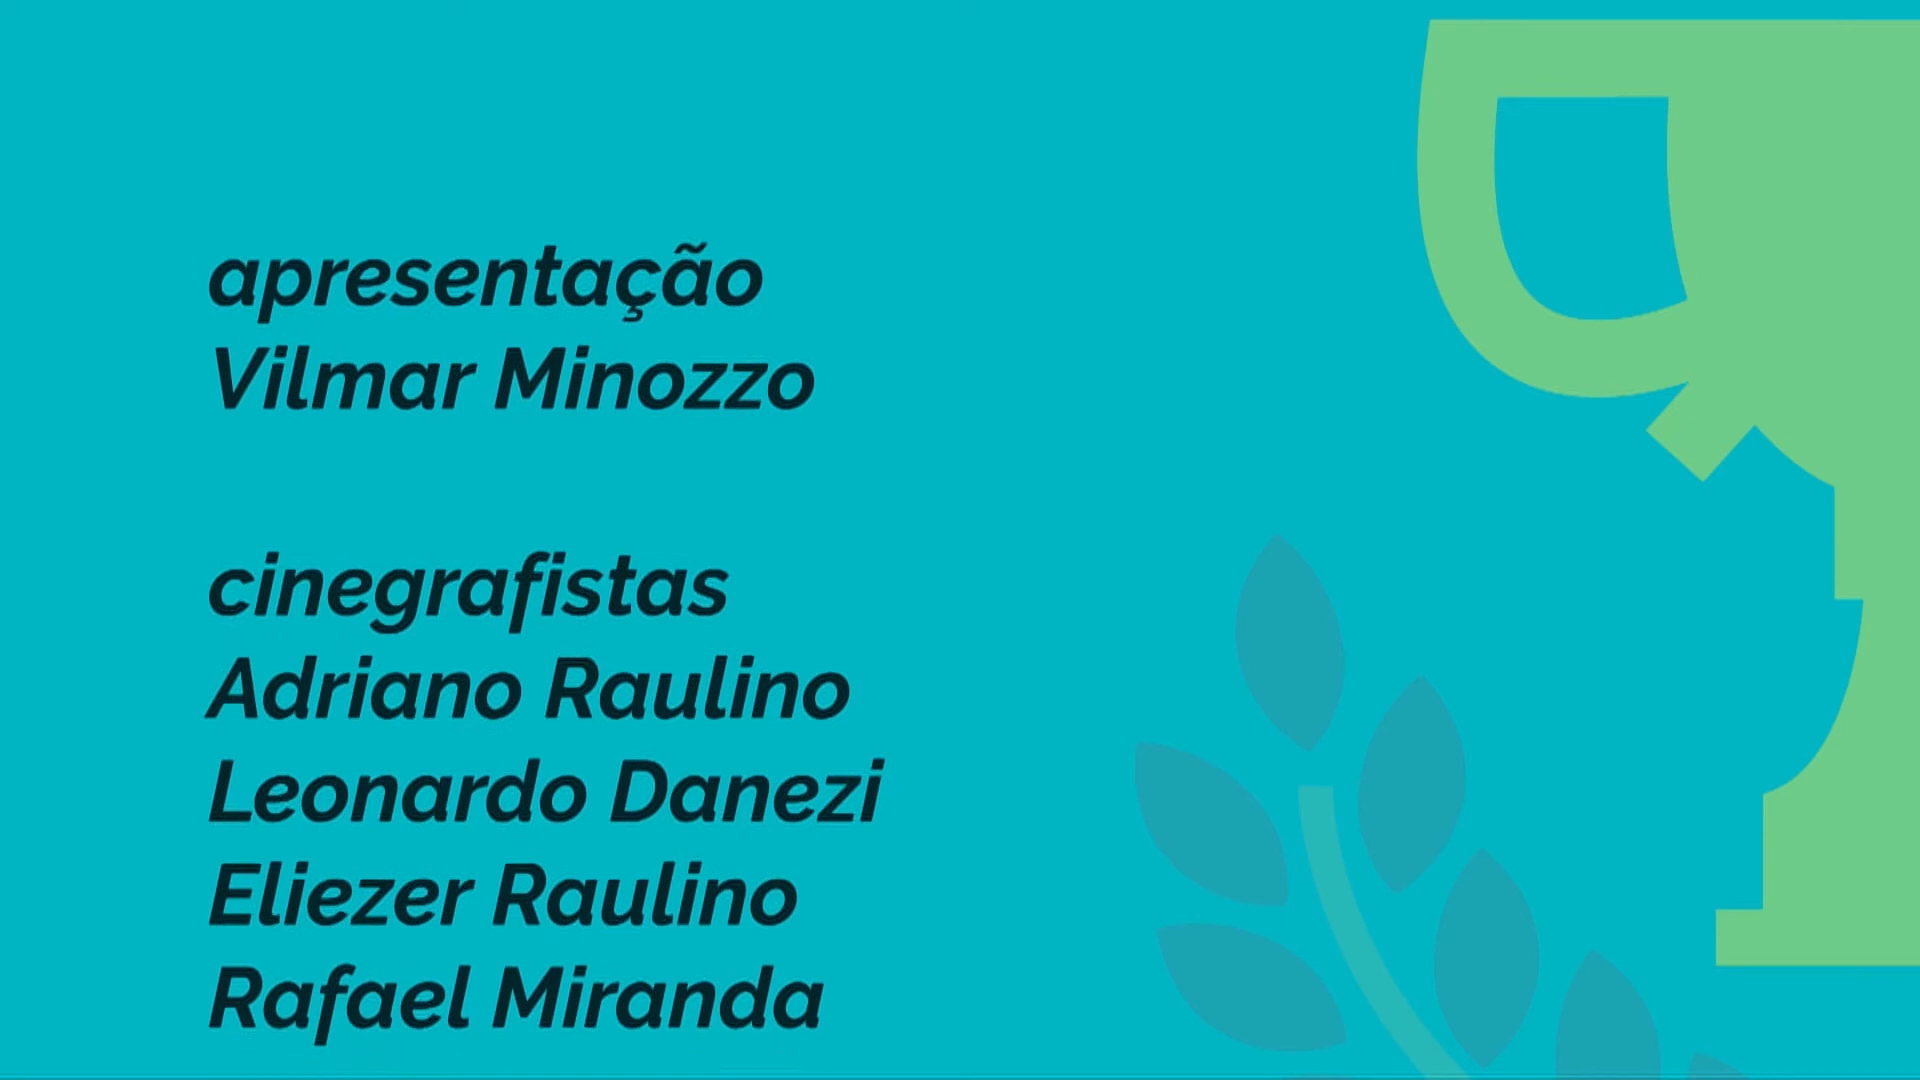 apresentação
Vilmar Minozzo
cinegrafistas
Adriano Raulino
Leonardo Danezi
Eliezer Raulino
Rafael Miranda